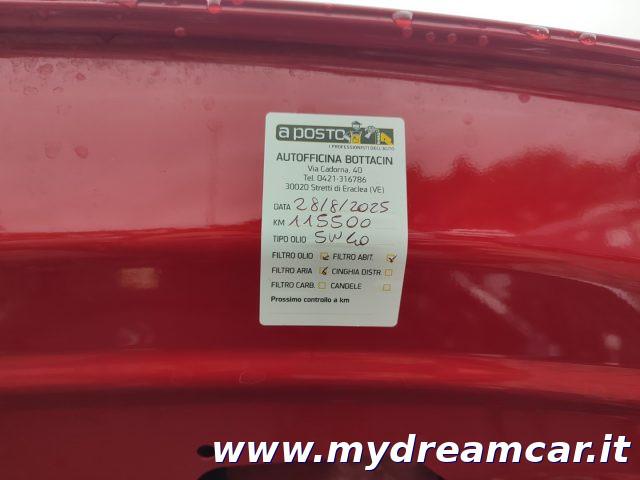 a posto
I PROFESSIONISTI DELL'AUTO
AUTOFFICINA BOTTACIN
Via Cadorna, 40
Tel. 0421-316786
30020 Stretti di Eraclea (VE)
DATA 28/8/2025
KM 115500
TIPO OLIO 5W40
FILTRO OLIO FILTRO ABIT.
FILTRO ARIA CINGHIA DISTR.
FILTRO CARB. CANDELE
Prossimo controllo a km
www.mydreamcar.it